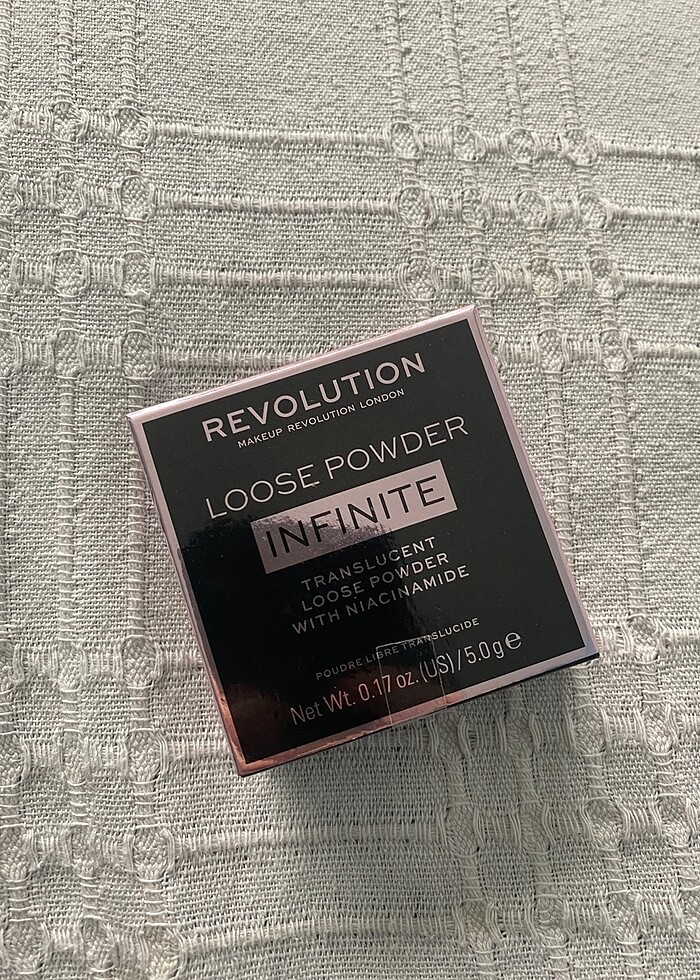 REVOLUTION
MAKEUP REVOLUTION LONDON
LOOSE POWDER
INFINITE
TRANSLUCENT
LOOSE POWDER
WITH NIACINAMIDE
POUDRE LIBRE TRANSLUCIDE
Net Wt. 0.17 oz. (US)/5.0g℮